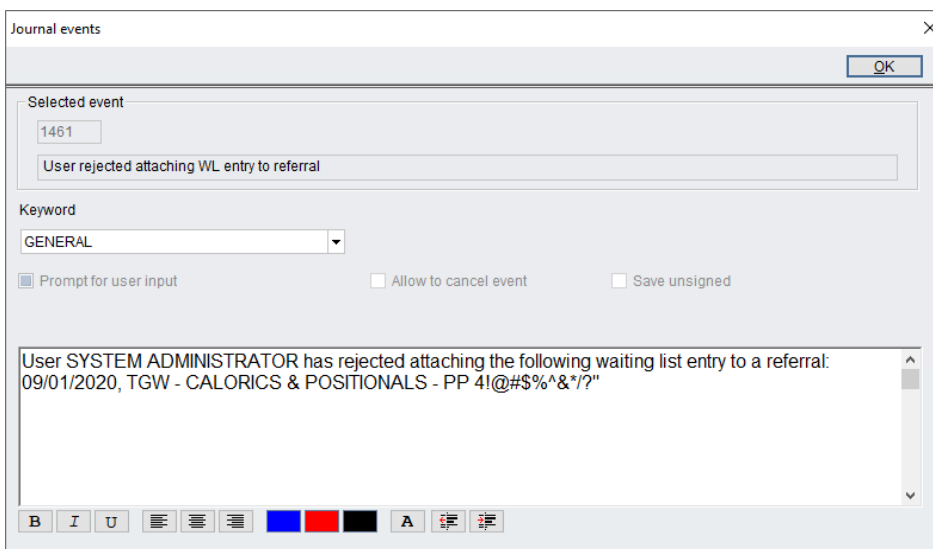 Journal events
OK
Selected event
1461
User rejected attaching WL entry to referral
Keyword
GENERAL
Prompt for user input
Allow to cancel event
Save unsigned
User SYSTEM ADMINISTRATOR has rejected attaching the following waiting list entry to a referral:
09/01/2020, TGW - CALORICS & POSITIONALS - PP 4!@#$%^&*/?"
B I U A